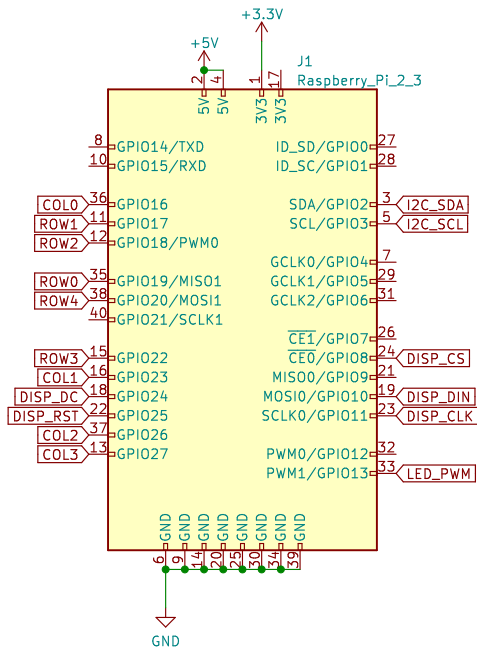 +3.3V
+5V
J1
Raspberry_Pi_2_3
2 4 1 17
5V 5V 3V3 3V3
8 GPIO14/TXD ID_SD/GPIO0 27
10 GPIO15/RXD ID_SC/GPIO1 28
COL0 36 GPIO16 SDA/GPIO2 3 I2C_SDA
ROW1 11 GPIO17 SCL/GPIO3 5 I2C_SCL
ROW2 12 GPIO18/PWM0
GCLK0/GPIO4 7
ROW0 35 GPIO19/MISO1 GCLK1/GPIO5 29
ROW4 38 GPIO20/MOSI1 GCLK2/GPIO6 31
40 GPIO21/SCLK1
CE1/GPIO7 26
ROW3 15 GPIO22 CE0/GPIO8 24 DISP_CS
COL1 16 GPIO23 MISO0/GPIO9 21
DISP_DC 18 GPIO24 MOSI0/GPIO10 19 DISP_DIN
DISP_RST 22 GPIO25 SCLK0/GPIO11 23 DISP_CLK
COL2 37 GPIO26
COL3 13 GPIO27 PWM0/GPIO12 32
PWM1/GPIO13 33 LED_PWM
GND GND GND GND GND GND GND GND
6 9 14 20 25 30 34 39
GND